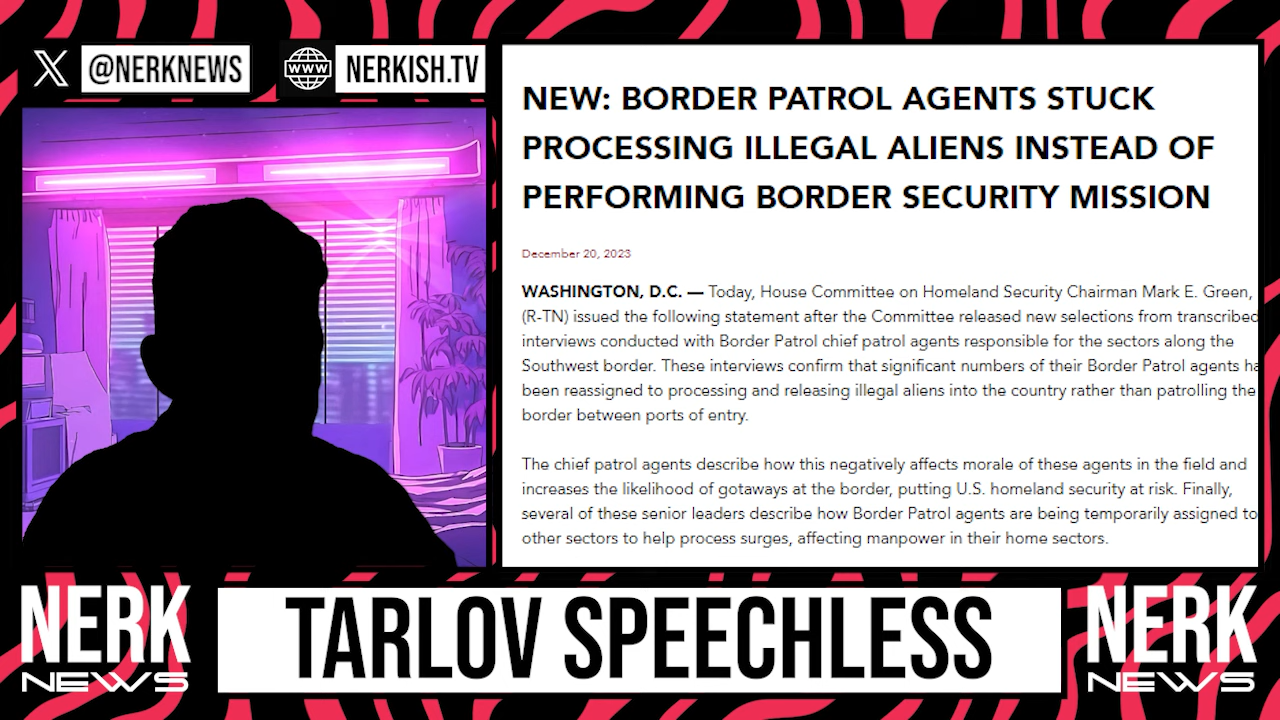 X @NERKNEWS
WWW NERKISH.TV
NEW: BORDER PATROL AGENTS STUCK
PROCESSING ILLEGAL ALIENS INSTEAD OF
PERFORMING BORDER SECURITY MISSION
December 20, 2023
WASHINGTON, D.C. — Today, House Committee on Homeland Security Chairman Mark E. Green,
(R-TN) issued the following statement after the Committee released new selections from transcribed
interviews conducted with Border Patrol chief patrol agents responsible for the sectors along the
Southwest border. These interviews confirm that significant numbers of their Border Patrol agents ha
been reassigned to processing and releasing illegal aliens into the country rather than patrolling the
border between ports of entry.
The chief patrol agents describe how this negatively affects morale of these agents in the field and
increases the likelihood of gotaways at the border, putting U.S. homeland security at risk. Finally,
several of these senior leaders describe how Border Patrol agents are being temporarily assigned to
other sectors to help process surges, affecting manpower in their home sectors.
NERK
NEWS
TARLOV SPEECHLESS
NERK
NEWS